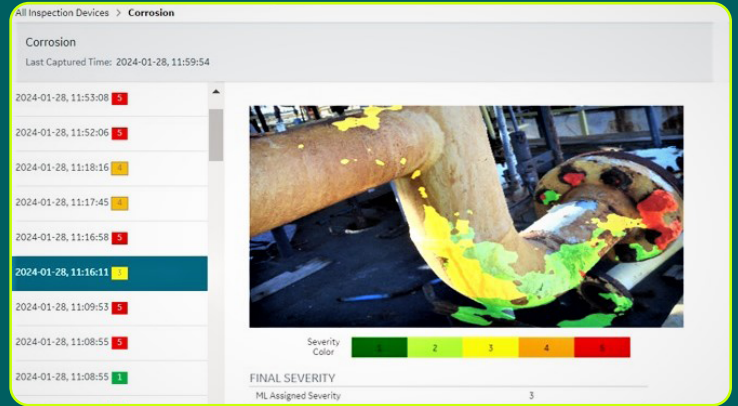 All Inspection Devices > Corrosion
Corrosion
Last Captured Time: 2024-01-28, 11:59:54
2024-01-28, 11:53:08 5
2024-01-28, 11:52:06 5
2024-01-28, 11:18:16 4
2024-01-28, 11:17:45 4
2024-01-28, 11:16:58 5
2024-01-28, 11:16:11 3
2024-01-28, 11:09:53 5
2024-01-28, 11:08:55 5
2024-01-28, 11:08:55 1
Severity
Color
1 2 3 4 5
FINAL SEVERITY
ML Assigned Severity 3